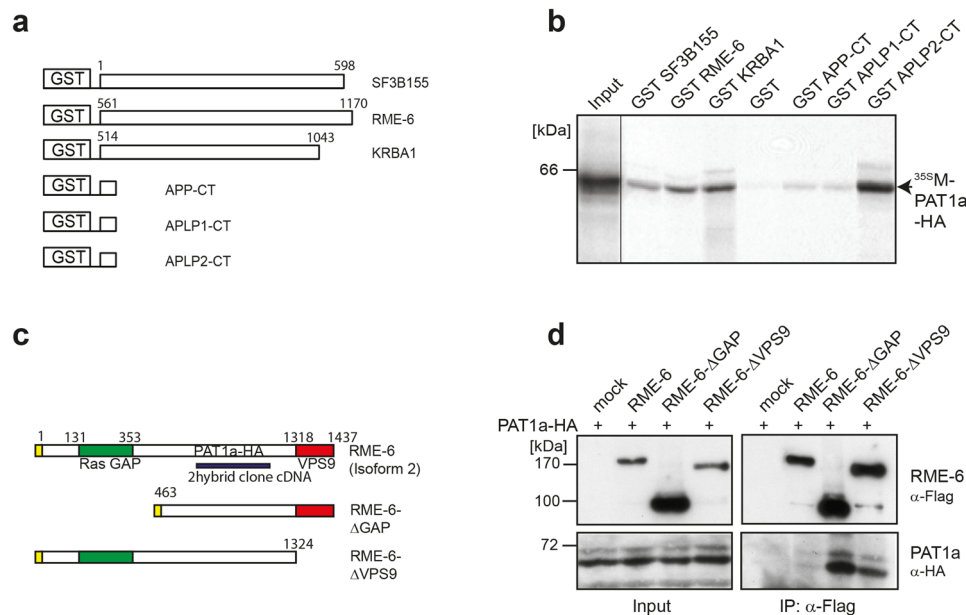 a
GST 1 598 SF3B155
GST 561 1170 RME-6
GST 514 1043 KRBA1
GST APP-CT
GST APLP1-CT
GST APLP2-CT
b
Input GST SF3B155 GST RME-6 GST KRBA1 GST GST APP-CT GST APLP1-CT GST APLP2-CT
[kDa]
66
35SM-
PAT1a
-HA
c
1 131 353 1318 1437
PAT1a-HA RME-6
Ras GAP VPS9 (Isoform 2)
2hybrid clone cDNA
463
RME-6-
ΔGAP
1324
RME-6-
ΔVPS9
d
mock RME-6 RME-6-ΔGAP RME-6-ΔVPS9 mock RME-6 RME-6-ΔGAP RME-6-ΔVPS9
PAT1a-HA + + + + + + + +
[kDa]
170
RME-6
α-Flag
100
72
PAT1a
α-HA
Input IP: α-Flag